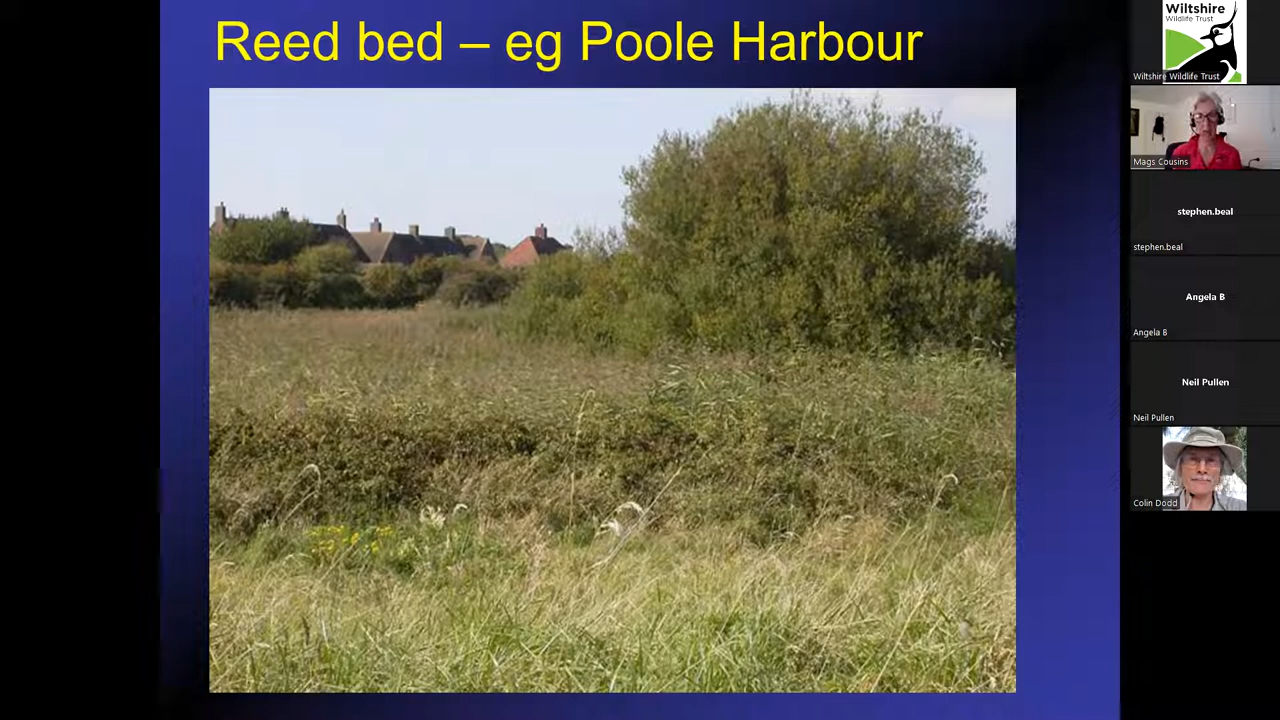 Reed bed – eg Poole Harbour
Wiltshire
Wildlife Trust
Wiltshire Wildlife Trust
Mags Cousins
stephen.beal
stephen.beal
Angela B
Angela B
Neil Pullen
Neil Pullen
Colin Dodd